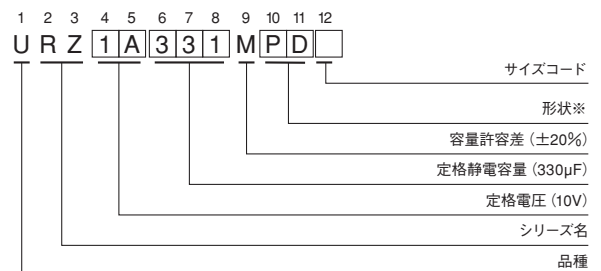 1 2 3 4 5 6 7 8 9 10 11 12
U R Z 1 A 3 3 1 M P D
サイズコード
形状※
容量許容差（±20％）
定格静電容量（330μF）
定格電圧（10V）
シリーズ名
品種